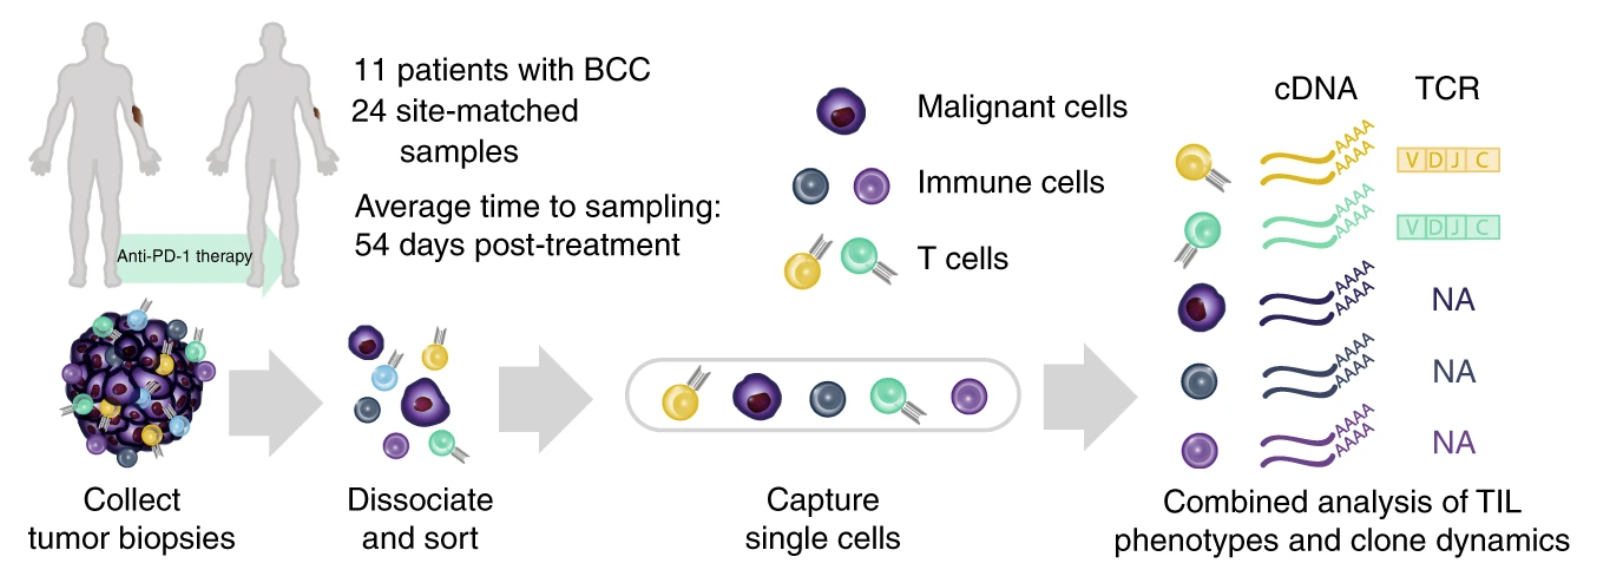 11 patients with BCC
24 site-matched
samples
Average time to sampling:
54 days post-treatment
Anti-PD-1 therapy
Malignant cells
Immune cells
T cells
cDNA TCR
AAAA
AAAA
V D J C
AAAA
AAAA
V D J C
AAAA
AAAA
NA
AAAA
AAAA
NA
AAAA
AAAA
NA
Collect
tumor biopsies
Dissociate
and sort
Capture
single cells
Combined analysis of TIL
phenotypes and clone dynamics